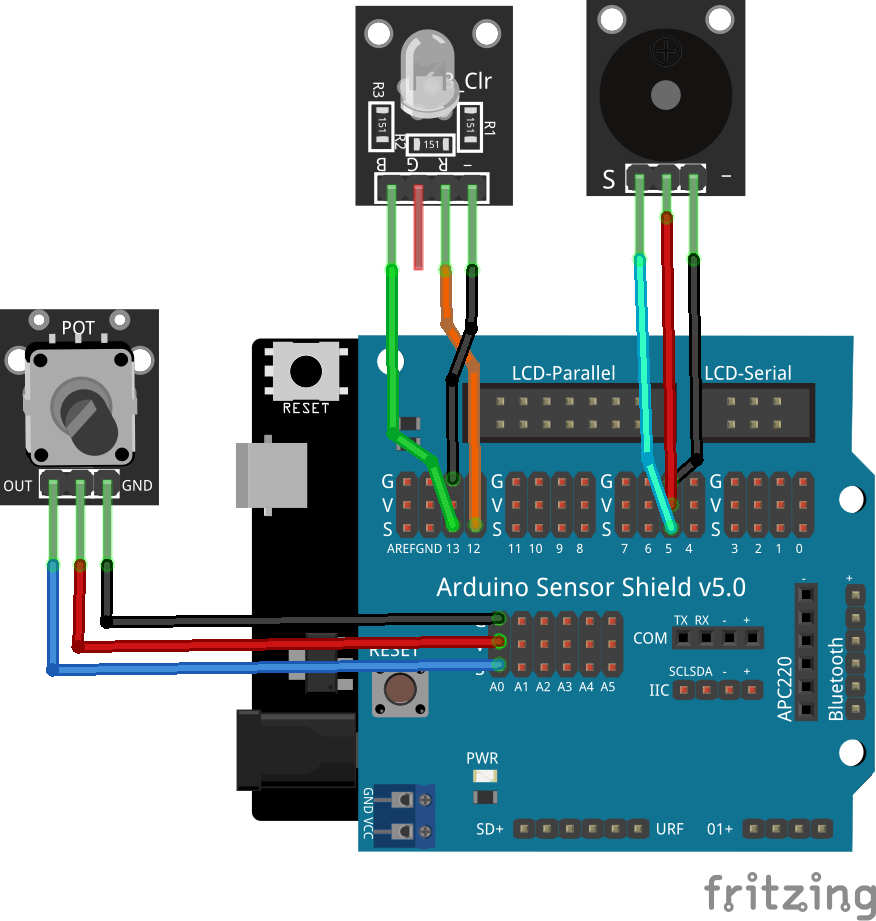 B_Clr
R3
151
R2
151
R1
151
B G R -
S -
POT
OUT GND
RESET
LCD-Parallel LCD-Serial
G G G G
V V V V
S S S S
AREF GND 13 12 11 10 9 8 7 6 5 4 3 2 1 0
Arduino Sensor Shield v5.0
- +
TX RX - +
COM
RESET
A0 A1 A2 A3 A4 A5
SCL SDA - +
IIC
APC220
Bluetooth
PWR
GND VCC
SD+ URF 01+
fritzing